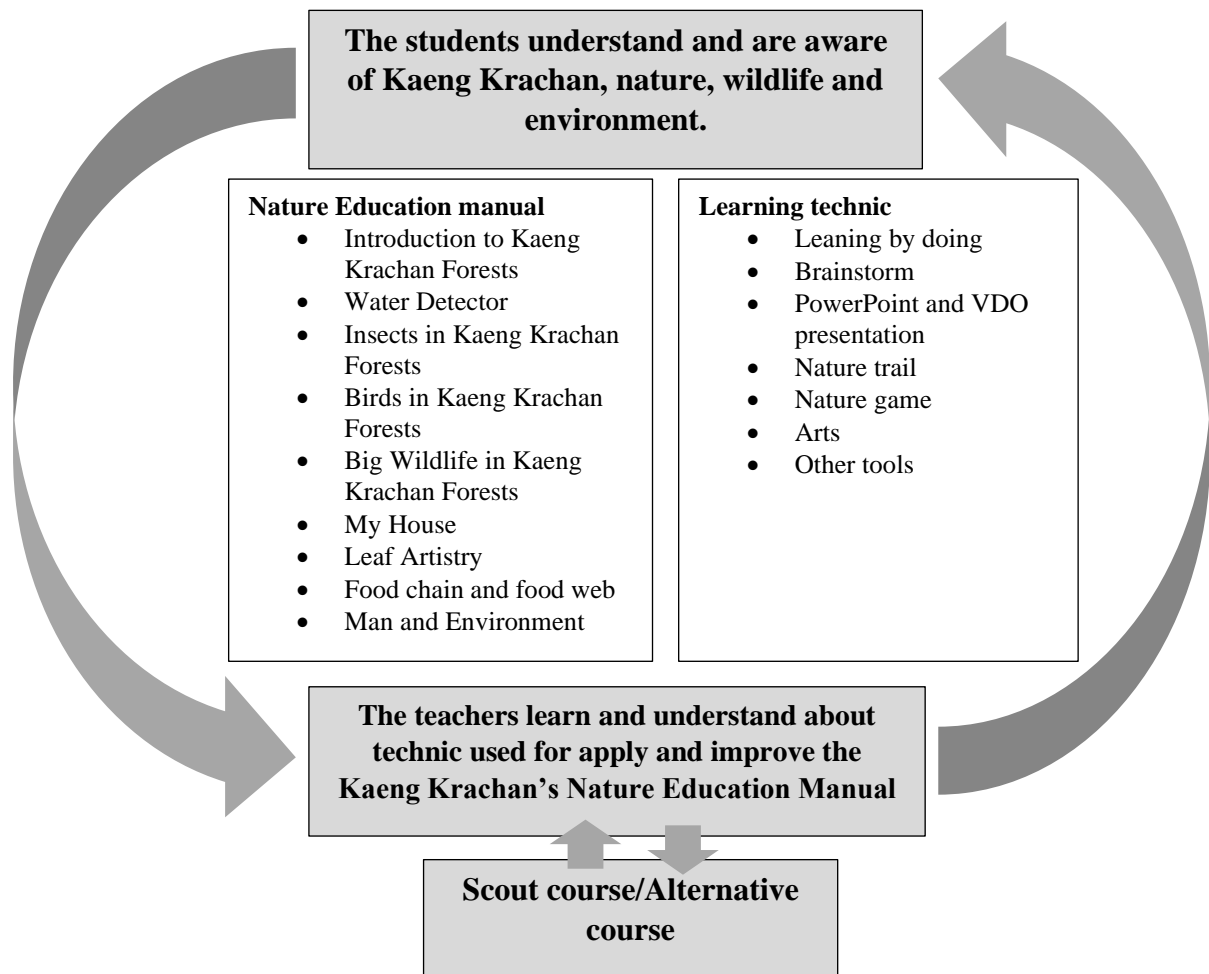 The students understand and are aware
of Kaeng Krachan, nature, wildlife and
environment.
Nature Education manual
• Introduction to Kaeng
Krachan Forests
• Water Detector
• Insects in Kaeng Krachan
Forests
• Birds in Kaeng Krachan
Forests
• Big Wildlife in Kaeng
Krachan Forests
• My House
• Leaf Artistry
• Food chain and food web
• Man and Environment
Learning technic
• Leaning by doing
• Brainstorm
• PowerPoint and VDO
presentation
• Nature trail
• Nature game
• Arts
• Other tools
The teachers learn and understand about
technic used for apply and improve the
Kaeng Krachan’s Nature Education Manual
Scout course/Alternative
course